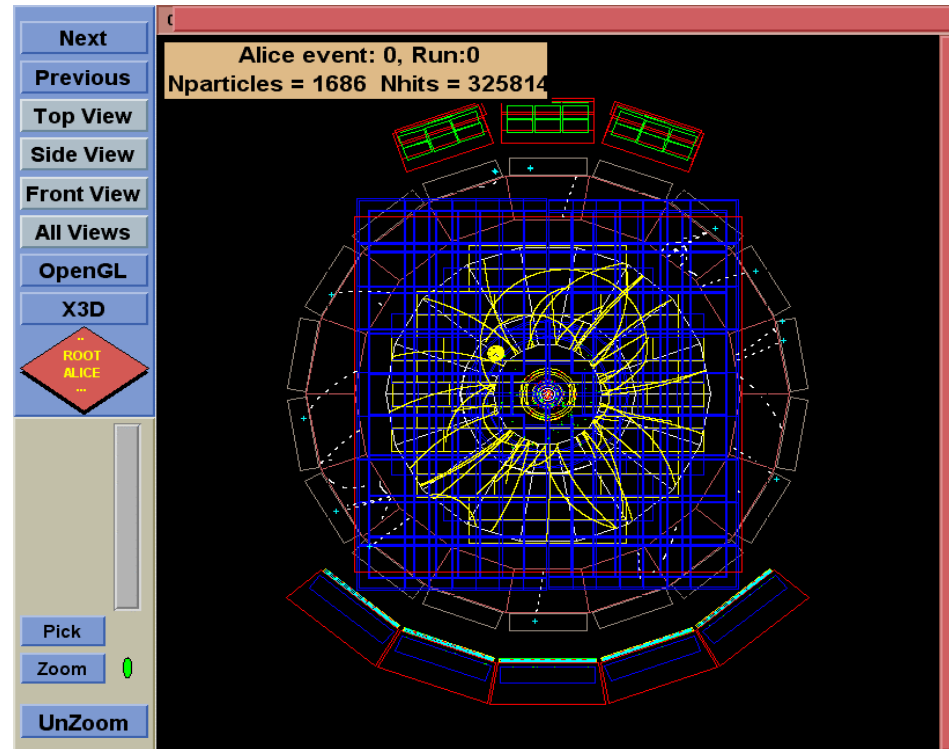 Next
Previous
Top View
Side View
Front View
All Views
OpenGL
X3D
..
ROOT
ALICE
...
Pick
Zoom
UnZoom
Alice event: 0, Run:0
Nparticles = 1686 Nhits = 325814